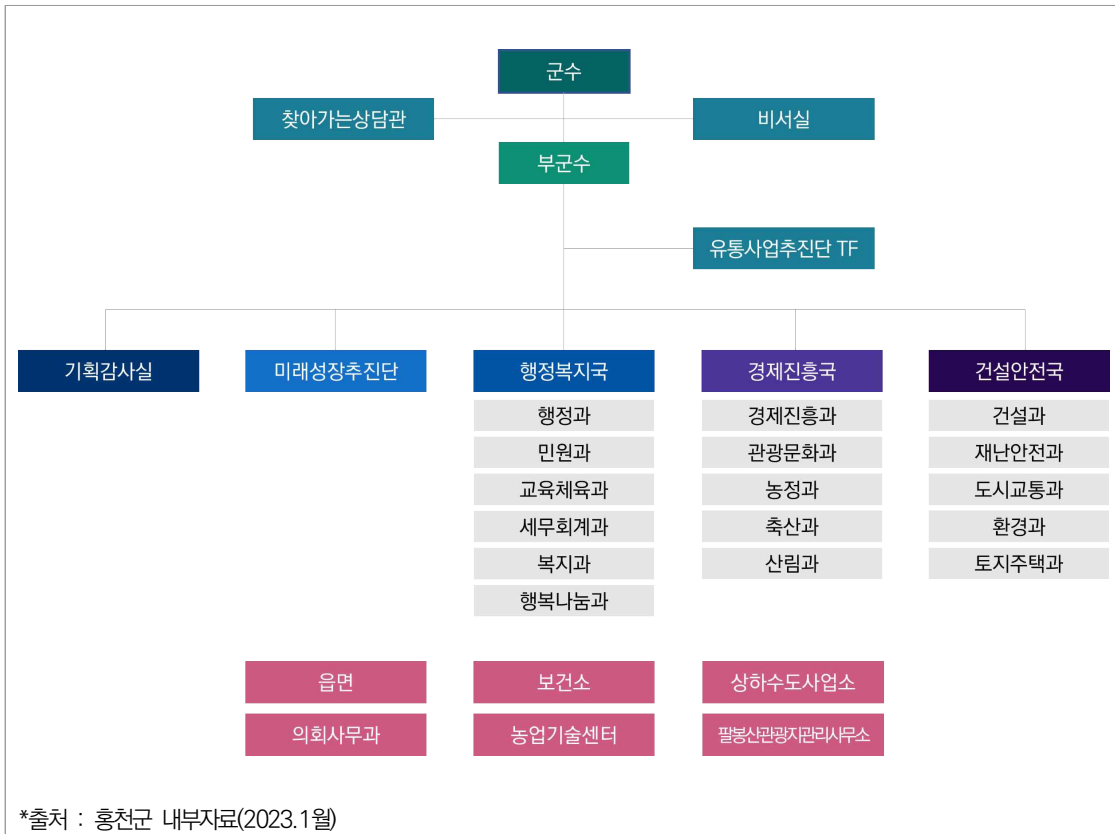 군수
찾아가는상담관
비서실
부군수
유통사업추진단 TF
기획감사실
미래성장추진단
행정복지국
경제진흥국
건설안전국
행정과
경제진흥과
건설과
민원과
관광문화과
재난안전과
교육체육과
농정과
도시교통과
세무회계과
축산과
환경과
복지과
산림과
토지주택과
행복나눔과
읍면
보건소
상하수도사업소
의회사무과
농업기술센터
팔봉산관광지관리사무소
*출처 : 홍천군 내부자료(2023.1월)